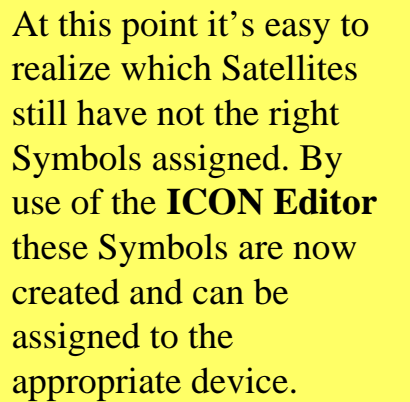 At this point it’s easy to
realize which Satellites
still have not the right
Symbols assigned. By
use of the ICON Editor
these Symbols are now
created and can be
assigned to the
appropriate device.